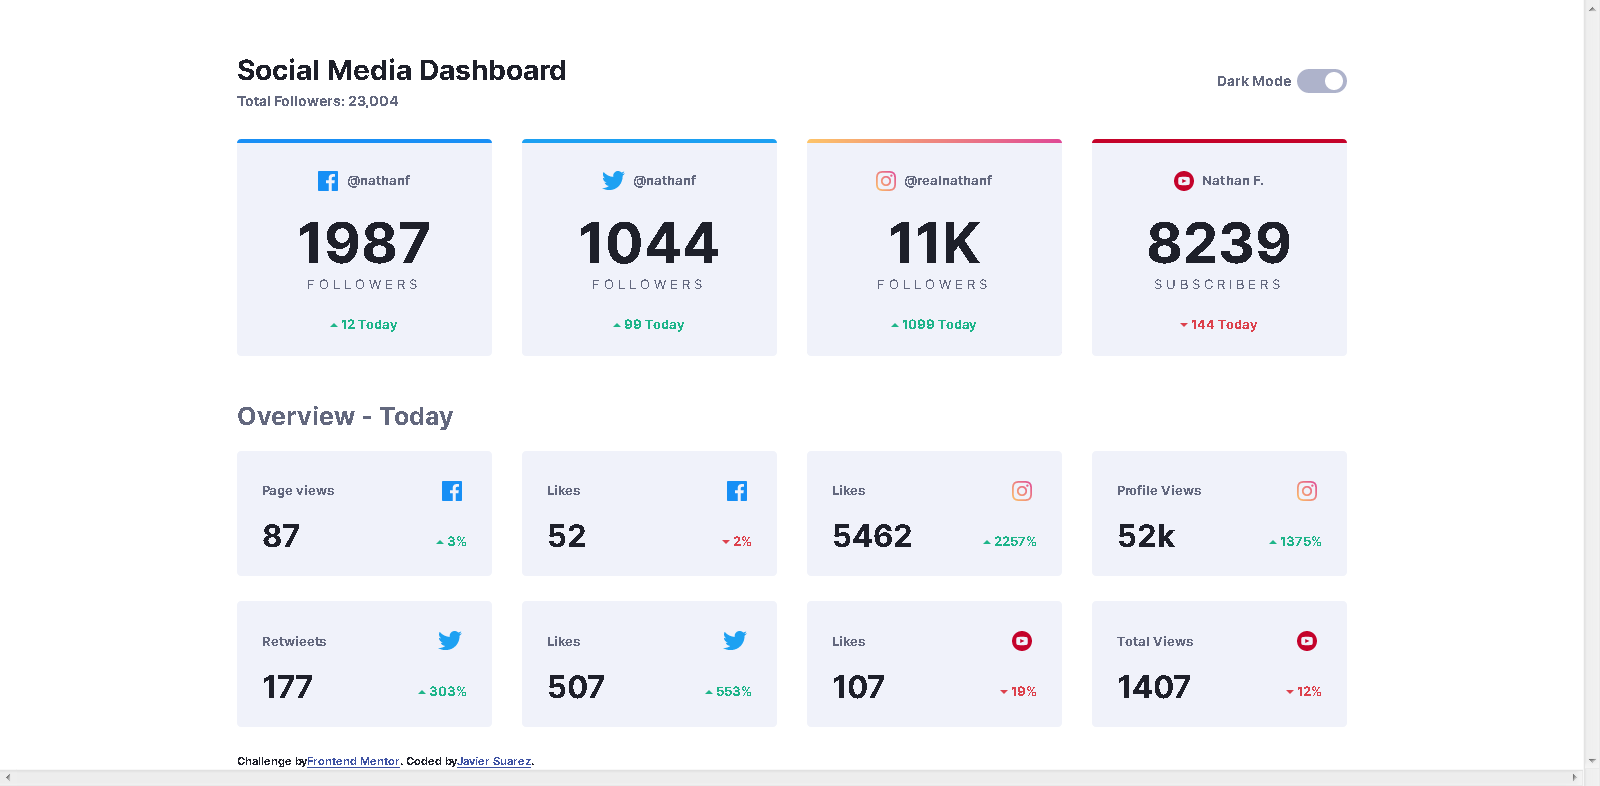 Social Media Dashboard
Total Followers: 23,004
Dark Mode
@nathanf
1987
FOLLOWERS
12 Today
@nathanf
1044
FOLLOWERS
99 Today
@realnathanf
11K
FOLLOWERS
1099 Today
Nathan F.
8239
SUBSCRIBERS
144 Today
Overview - Today
Page views
87
3%
Likes
52
2%
Likes
5462
2257%
Profile Views
52k
1375%
Retwieets
177
303%
Likes
507
553%
Likes
107
19%
Total Views
1407
12%
Challenge byFrontend Mentor. Coded byJavier Suarez.